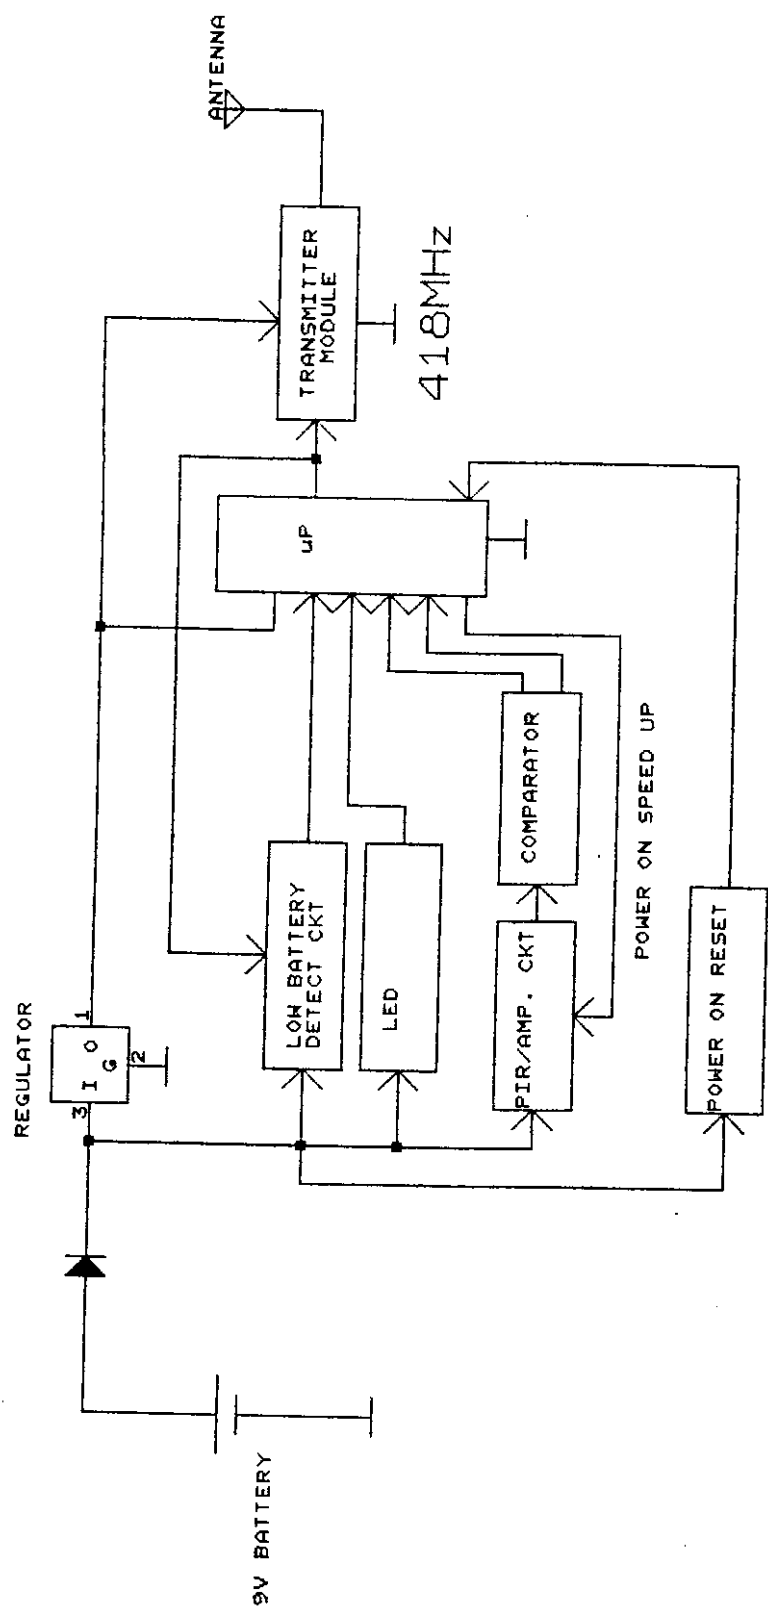 9V BATTERY
REGULATOR
3
I O
G
1
2
LOW BATTERY
DETECT CKT
LED
PIR/AMP. CKT
COMPARATOR
POWER ON SPEED UP
POWER ON RESET
uP
TRANSMITTER
MODULE
418MHz
ANTENNA